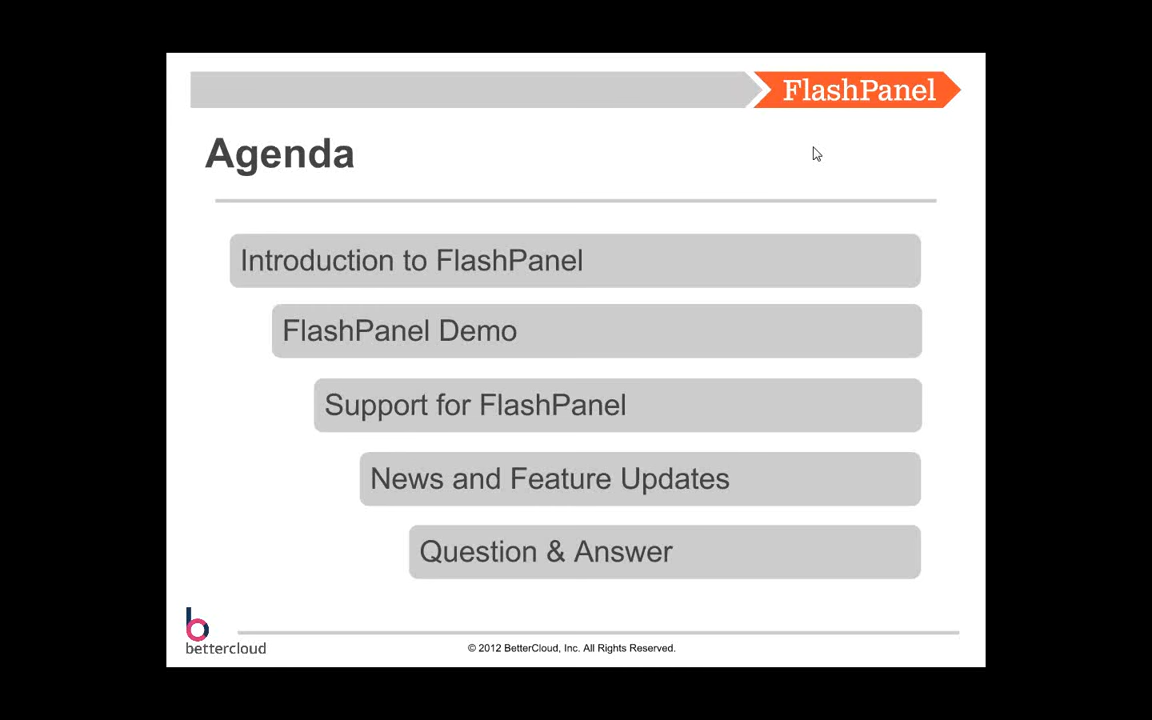 FlashPanel
Agenda
Introduction to FlashPanel
FlashPanel Demo
Support for FlashPanel
News and Feature Updates
Question & Answer
bettercloud
© 2012 BetterCloud, Inc. All Rights Reserved.